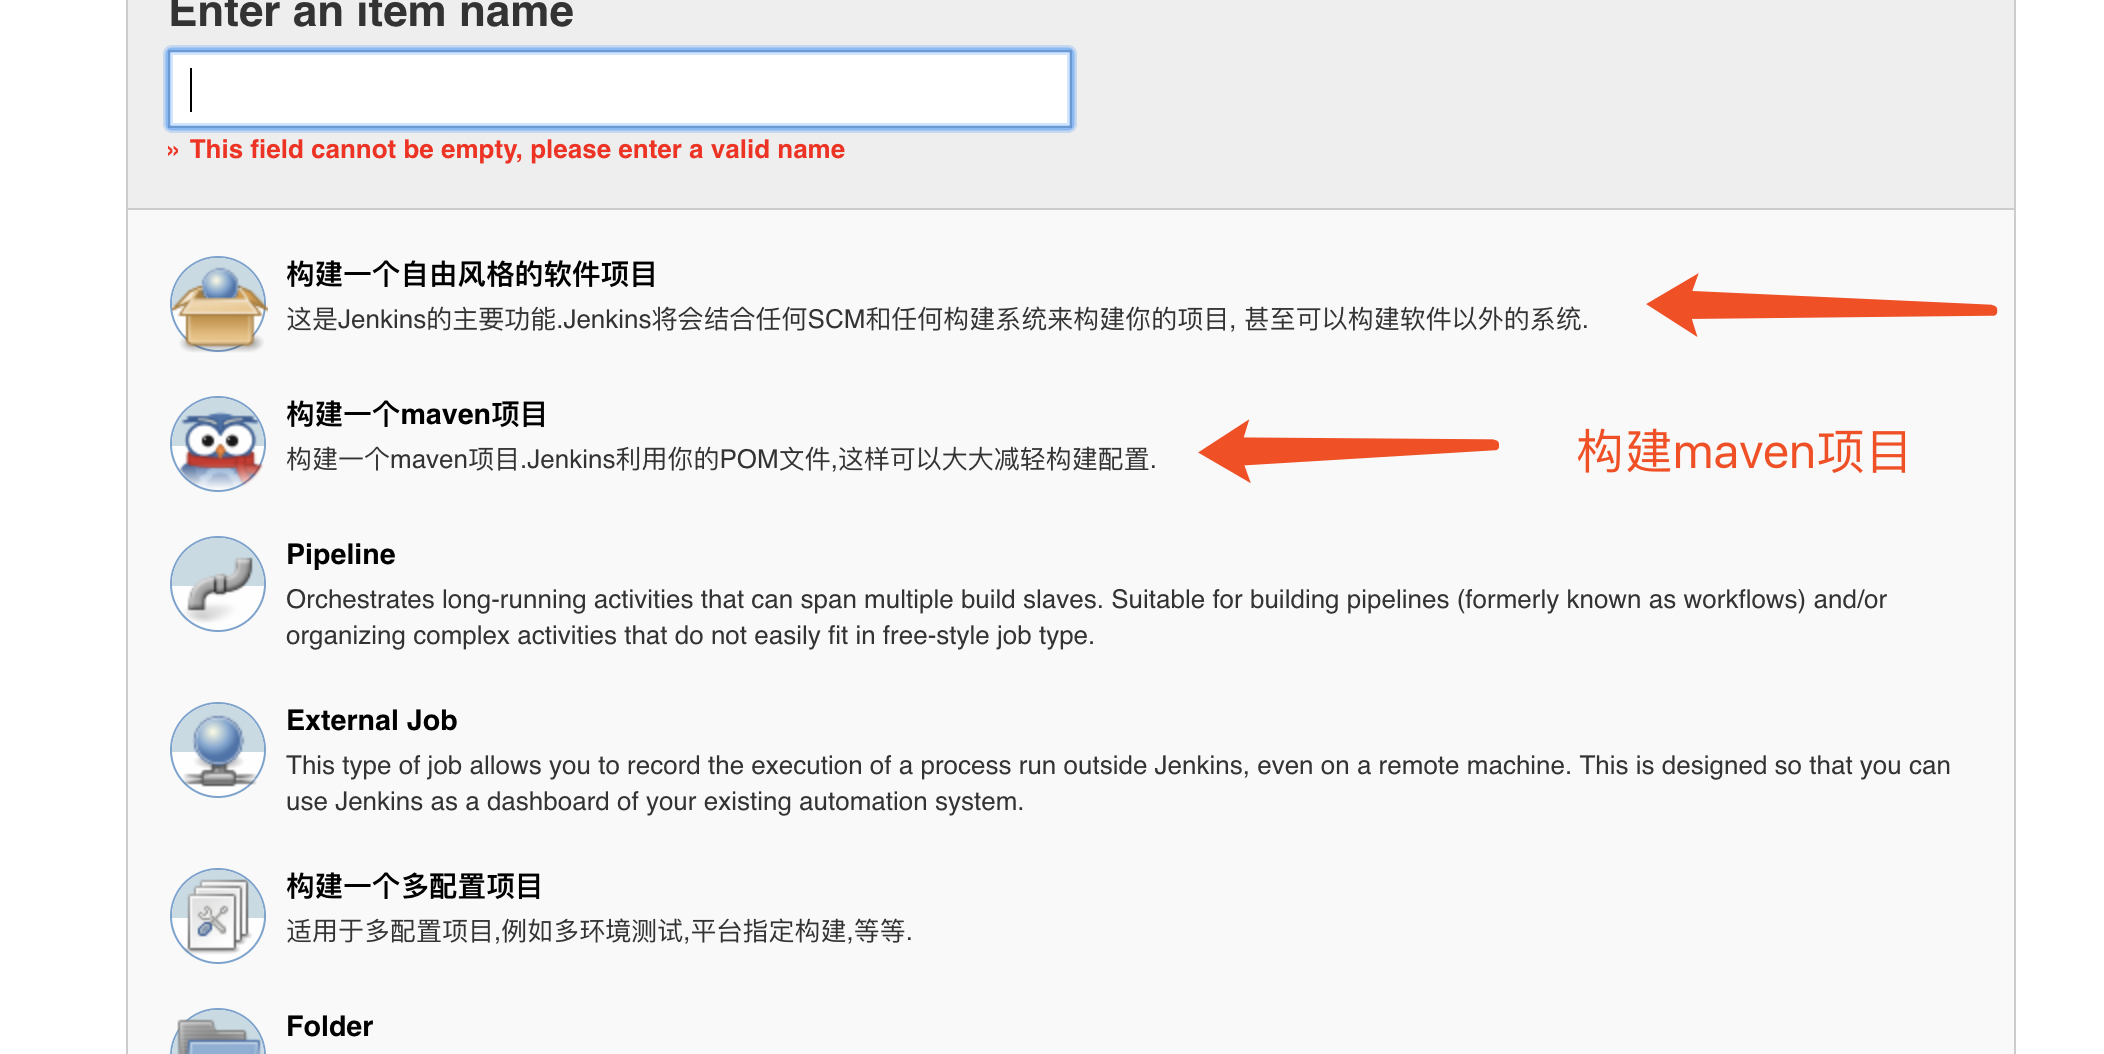 Enter an item name
» This field cannot be empty, please enter a valid name
构建一个自由风格的软件项目
这是Jenkins的主要功能.Jenkins将会结合任何SCM和任何构建系统来构建你的项目, 甚至可以构建软件以外的系统.
构建一个maven项目
构建一个maven项目.Jenkins利用你的POM文件,这样可以大大减轻构建配置.
构建maven项目
Pipeline
Orchestrates long-running activities that can span multiple build slaves. Suitable for building pipelines (formerly known as workflows) and/or
organizing complex activities that do not easily fit in free-style job type.
External Job
This type of job allows you to record the execution of a process run outside Jenkins, even on a remote machine. This is designed so that you can
use Jenkins as a dashboard of your existing automation system.
构建一个多配置项目
适用于多配置项目,例如多环境测试,平台指定构建,等等.
Folder